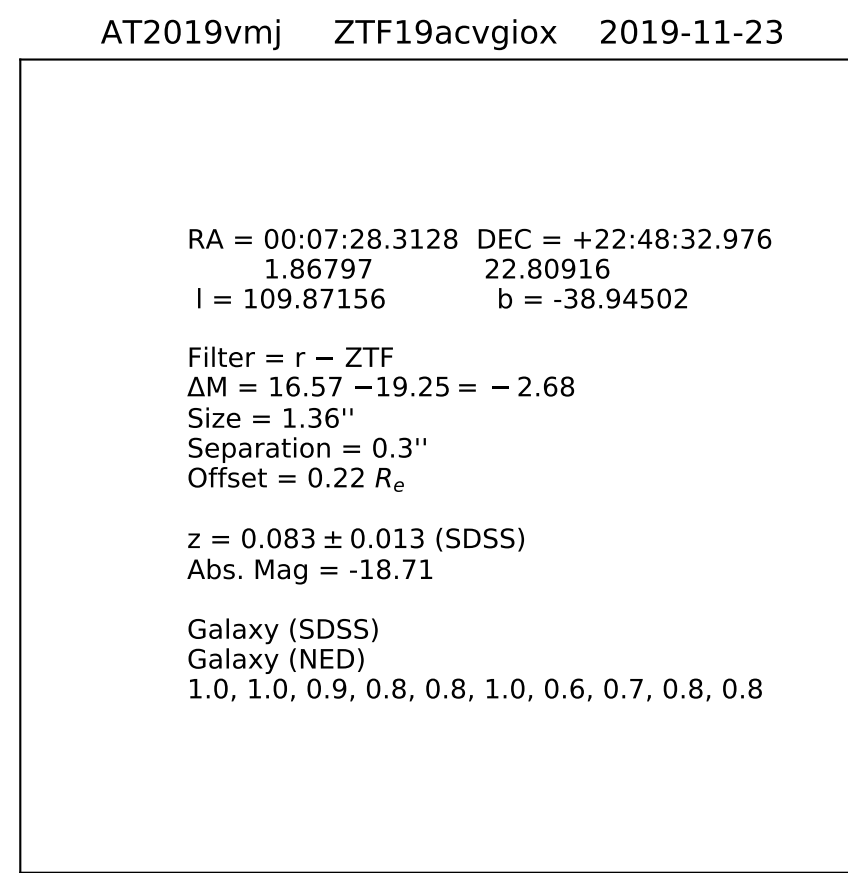 AT2019vmj ZTF19acvgiox 2019-11-23
RA = 00:07:28.3128 DEC = +22:48:32.976
1.86797 22.80916
l = 109.87156 b = -38.94502
Filter = r − ZTF
ΔM = 16.57 −19.25 = − 2.68
Size = 1.36''
Separation = 0.3''
Offset = 0.22 Re
z = 0.083 ± 0.013 (SDSS)
Abs. Mag = -18.71
Galaxy (SDSS)
Galaxy (NED)
1.0, 1.0, 0.9, 0.8, 0.8, 1.0, 0.6, 0.7, 0.8, 0.8